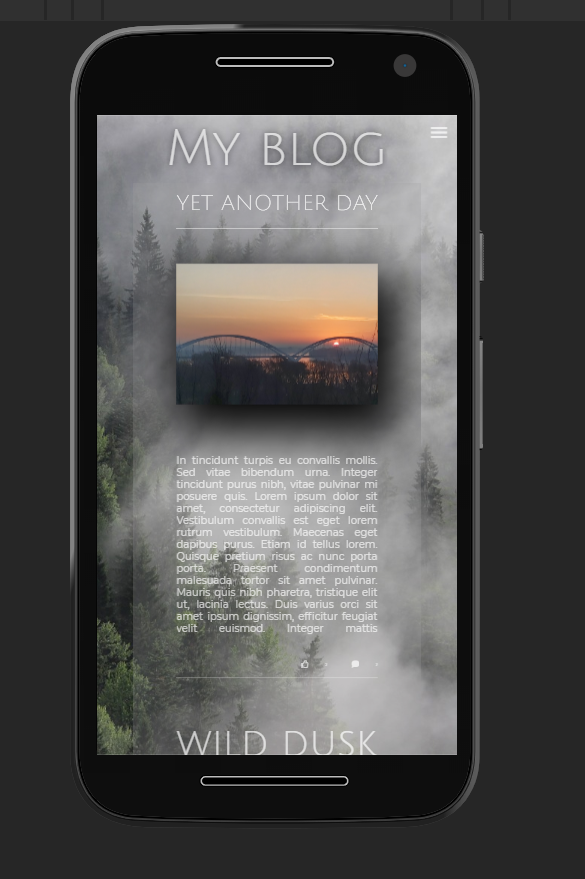 My Blog
YET ANOTHER DAY
In tincidunt turpis eu convallis mollis.
Sed vitae bibendum urna. Integer
tincidunt purus nibh, vitae pulvinar mi
posuere quis. Lorem ipsum dolor sit
amet, consectetur adipiscing elit.
Vestibulum convallis est eget lorem
rutrum vestibulum. Maecenas eget
dapibus purus. Etiam id tellus lorem.
Quisque pretium risus ac nunc porta
porta. Praesent condimentum
malesuada tortor sit amet pulvinar.
Mauris quis nibh pharetra, tristique elit
ut, lacinia lectus. Duis varius orci sit
amet ipsum dignissim, efficitur feugiat
velit euismod. Integer mattis
WILD DUSK